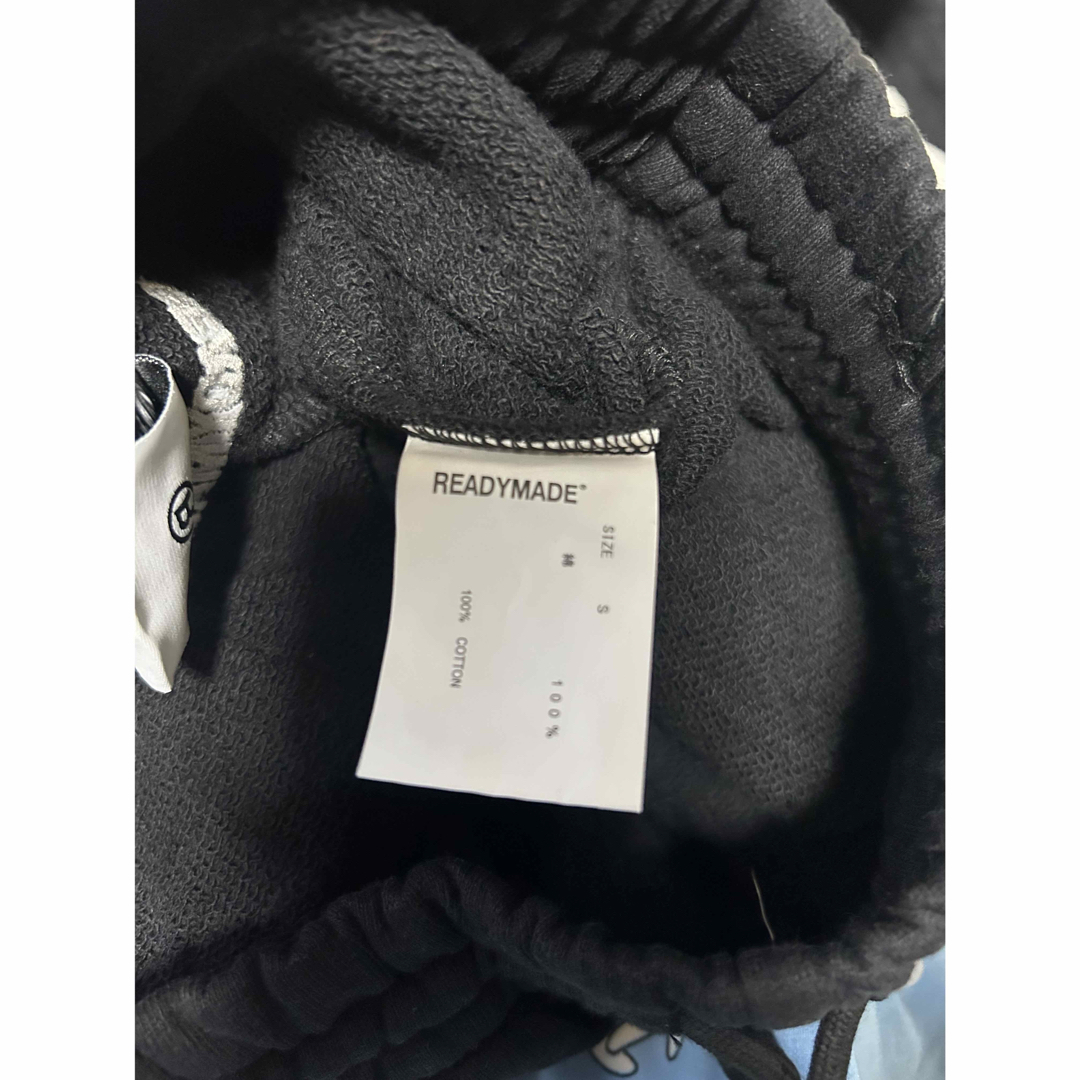 READYMADE®
SIZE S
綿 100%
100% COTTON